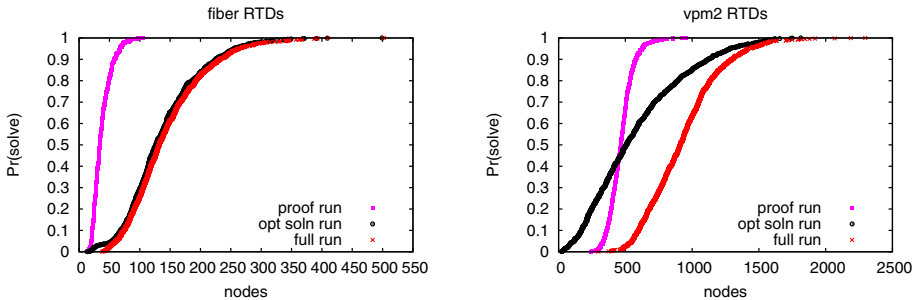 fiber RTDs
1
0.9
0.8
0.7
0.6
0.5
0.4
0.3
0.2
0.1
0
Pr(solve)
proof run
opt soln run
full run
0 50 100 150 200 250 300 350 400 450 500 550
nodes
vpm2 RTDs
1
0.9
0.8
0.7
0.6
0.5
0.4
0.3
0.2
0.1
0
Pr(solve)
proof run
opt soln run
full run
0 500 1000 1500 2000 2500
nodes